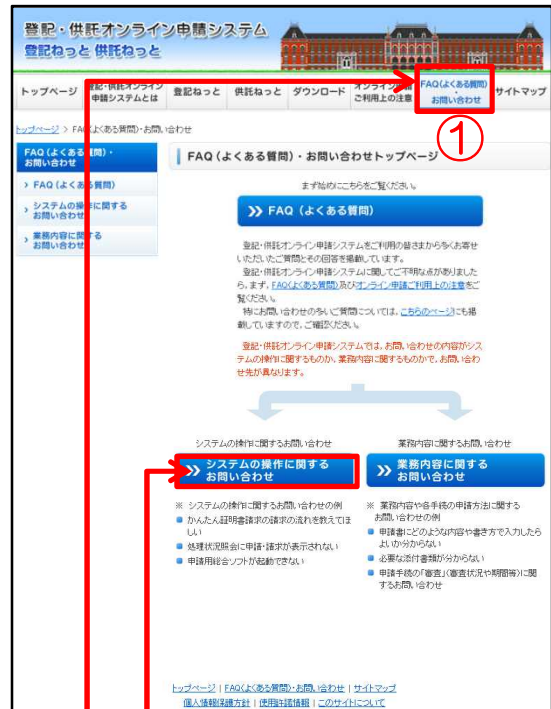 登記・供託オンライン申請システム
登記ねっと 供託ねっと
トップページ
登記・供託オンライン
申請システムとは
登記ねっと
供託ねっと
ダウンロード
オンライン申請
ご利用上の注意
FAQ(よくある質問)
・
お問い合わせ
サイトマップ
①
トップページ > FAQ(よくある質問)・お問い合わせ
FAQ(よくある質問)・
お問い合わせ
FAQ(よくある質問)
システムの操作に関する
お問い合わせ
業務内容に関する
お問い合わせ
FAQ(よくある質問)・お問い合わせトップページ
まず始めにこちらをご覧ください。
FAQ(よくある質問)
登記・供託オンライン申請システムをご利用の皆さまから多くお寄せ
いただいたご質問とその回答を掲載しています。
登記・供託オンライン申請システムに関してご不明な点がありました
ら、まず、FAQ(よくある質問)及びオンライン申請ご利用上の注意をご
覧ください。
特にお問い合わせの多いご質問については、こちらのページにも掲
載していますので、ご確認ください。
登記・供託オンライン申請システムでは、お問い合わせの内容がシス
テムの操作に関するものか、業務内容に関するものかで、お問い合わ
せ先が異なります。
システムの操作に関するお問い合わせ
システムの操作に関する
お問い合わせ
※ システムの操作に関するお問い合わせの例
かんたん証明書請求の請求の流れを教えてほ
しい
処理状況照会に申請・請求が表示されない
申請用総合ソフトが起動できない
業務内容に関するお問い合わせ
業務内容に関する
お問い合わせ
※ 業務内容や各手続の申請方法に関する
お問い合わせの例
申請書にどのような内容や書き方で入力したら
よいか分からない
必要な添付書類が分からない
申請手続の「審査」(審査状況や期間等)に関
するお問い合わせ
トップページ | FAQ(よくある質問)・お問い合わせ | サイトマップ
個人情報保護方針 | 使用許諾情報 | このサイトについて